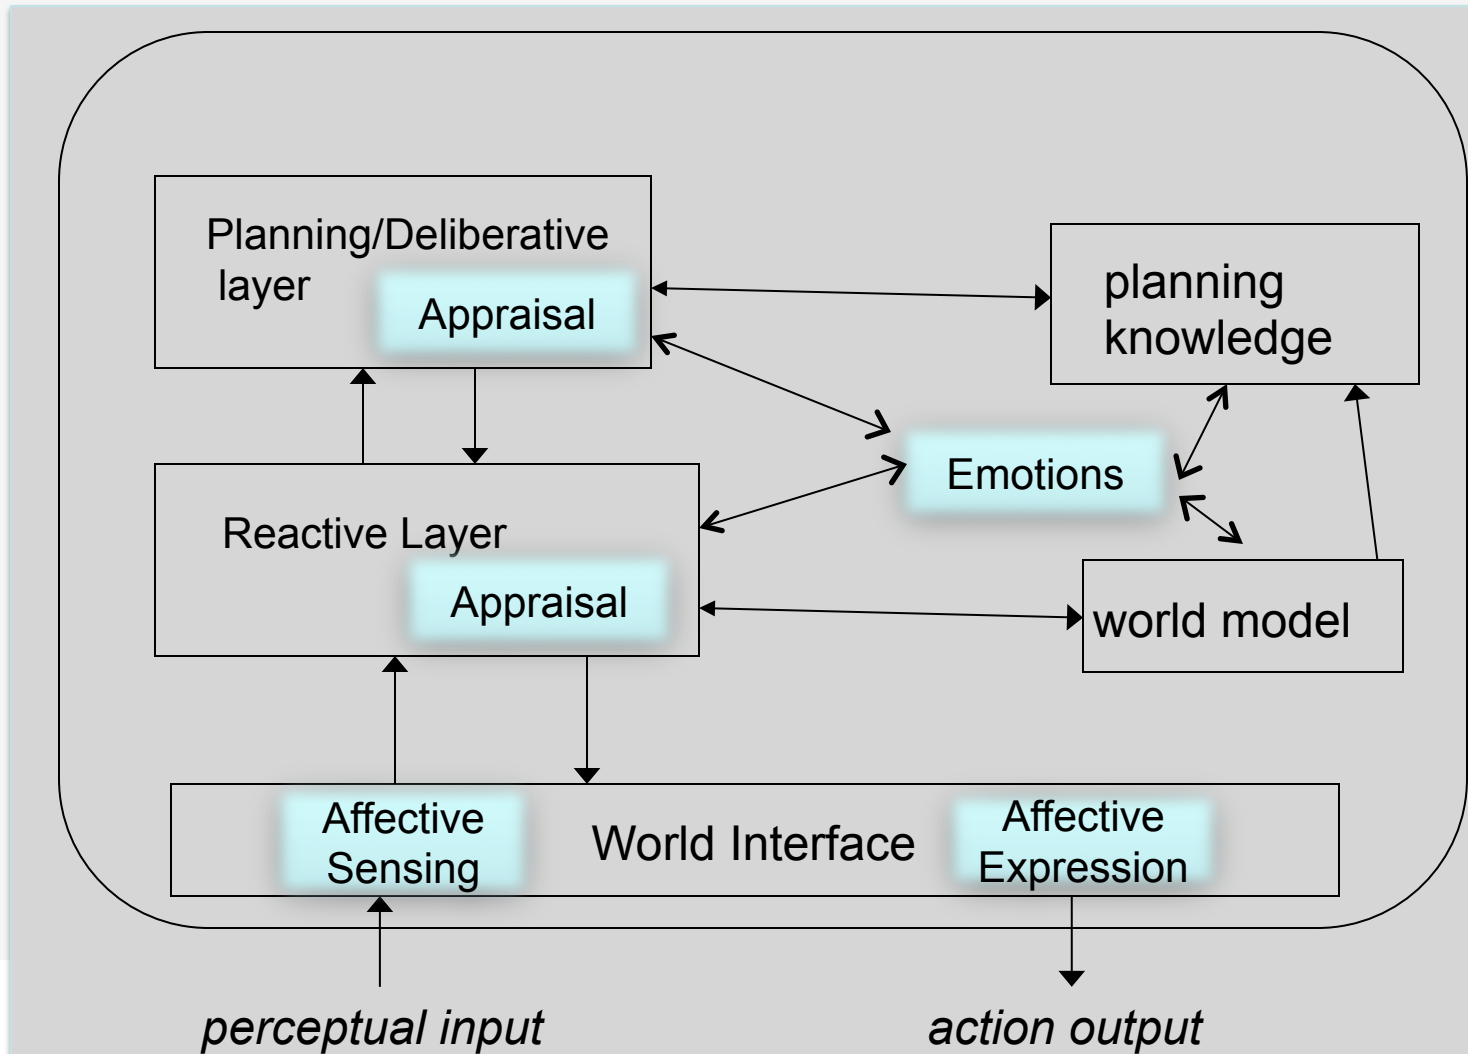 Planning/Deliberative
layer
Appraisal
planning
knowledge
Emotions
Reactive Layer
Appraisal
world model
Affective
Sensing
World Interface
Affective
Expression
perceptual input
action output